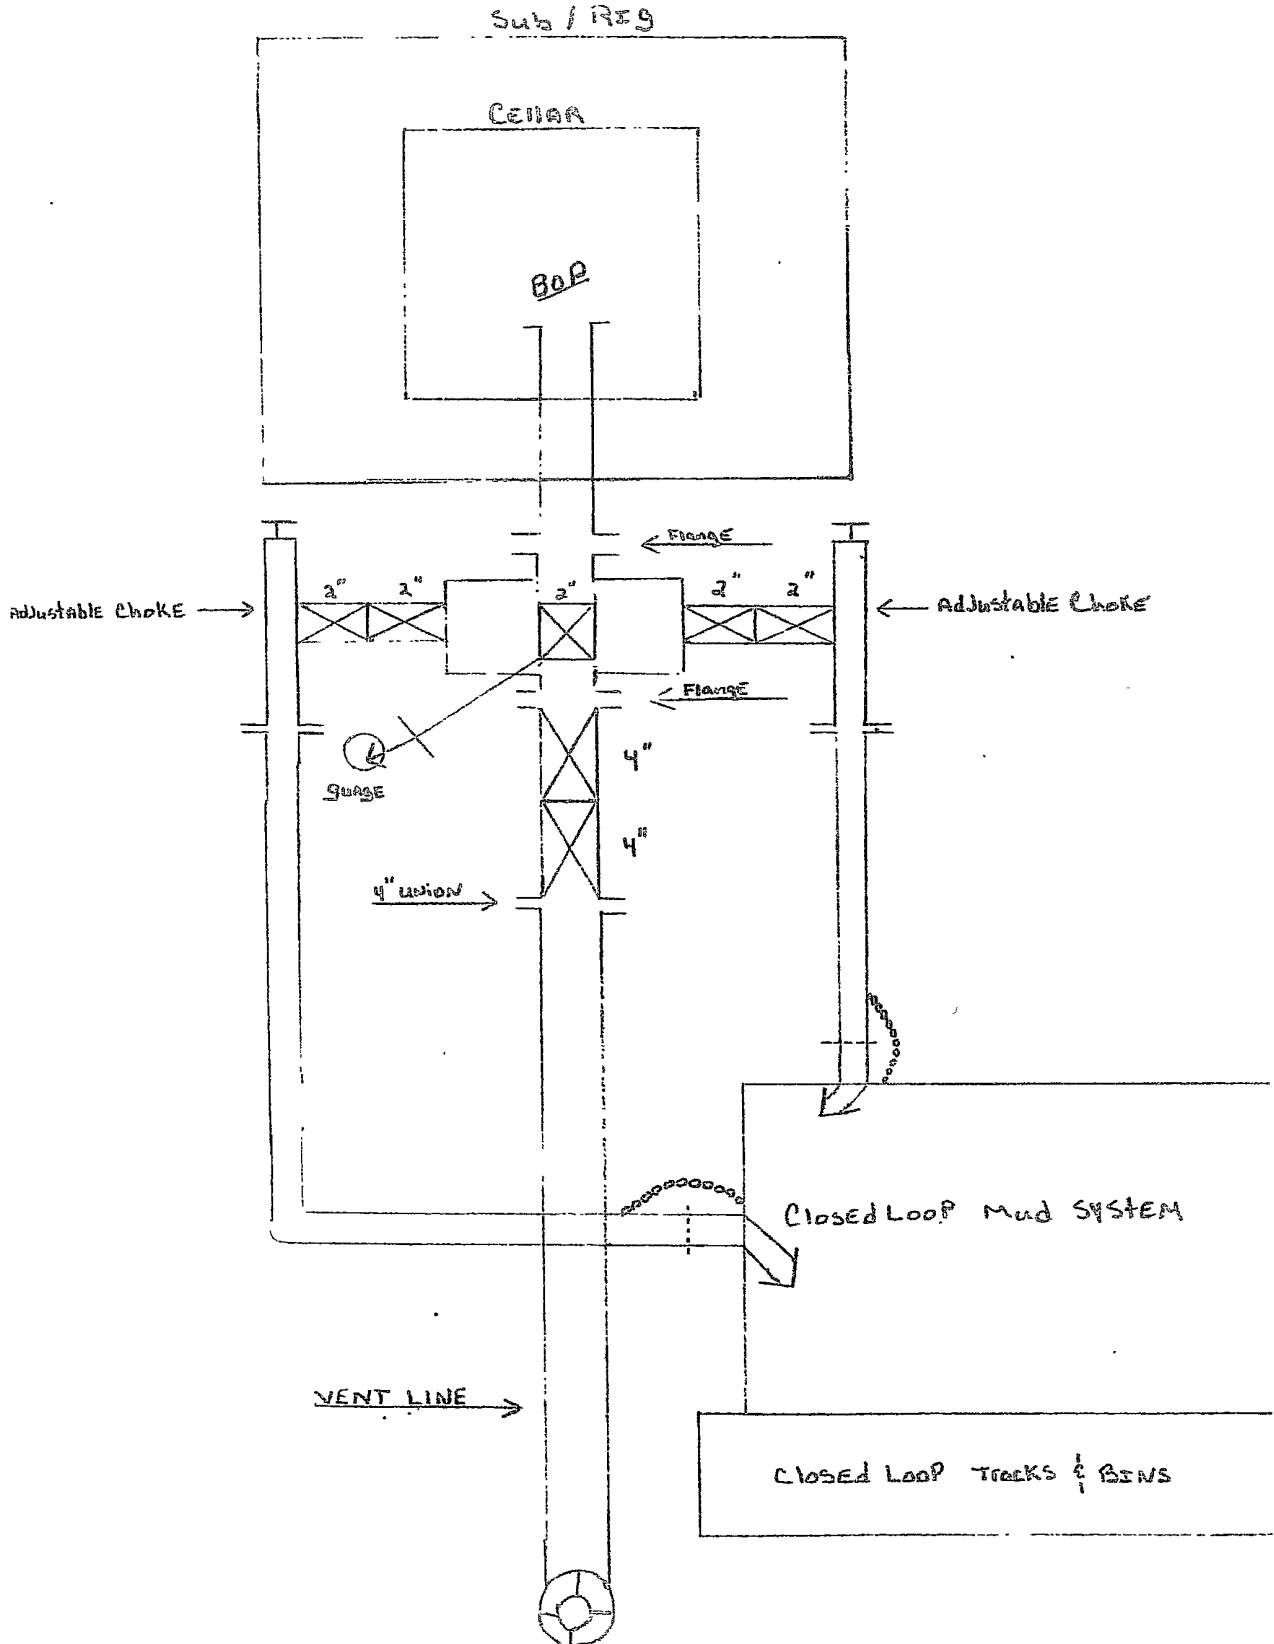 Sub / RIg
CEllAR
BOP
Flange
2" 2" 2" 2" 2"
AdJustAblE ChokE
AdJustablE ChokE
Flange
4"
guagE
4"
4" UNION
ClosEd LooP Mud SYStEM
VENT LINE
ClosEd LooP Tracks & BINS